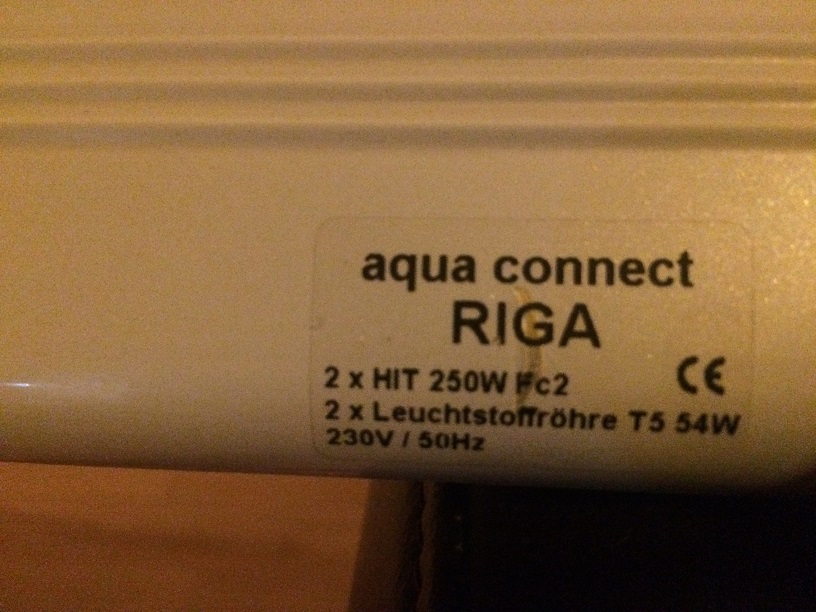 aqua connect
RIGA
2 x HIT 250W Fc2
CE
2 x Leuchtstoffröhre T5 54W
230V / 50Hz